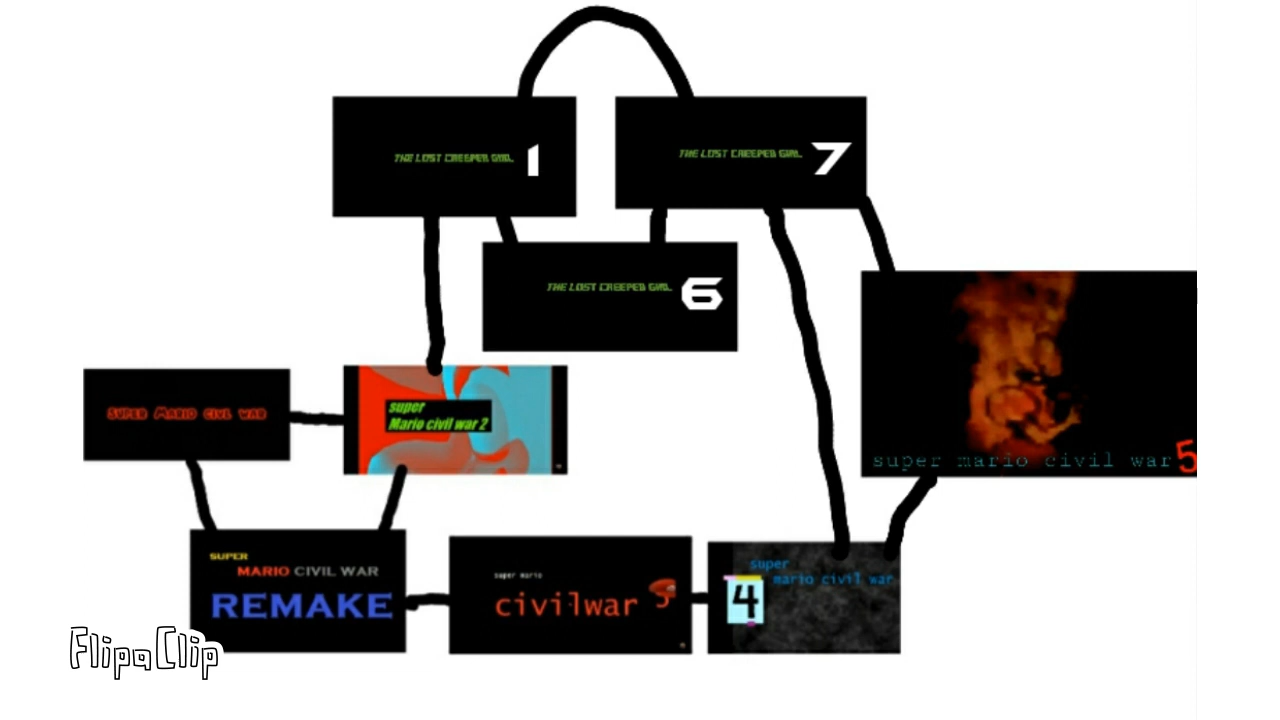 THE LOST CREEPER GIRL
1
THE LOST CREEPER GIRL
7
THE LOST CREEPER GIRL
6
SUPER MARIO CIVIL WAR
super
Mario civil war 2
super mario civil war 5
SUPER
MARIO CIVIL WAR
REMAKE
super mario
civilwar 3
super
mario civil war
4
FlipaClip